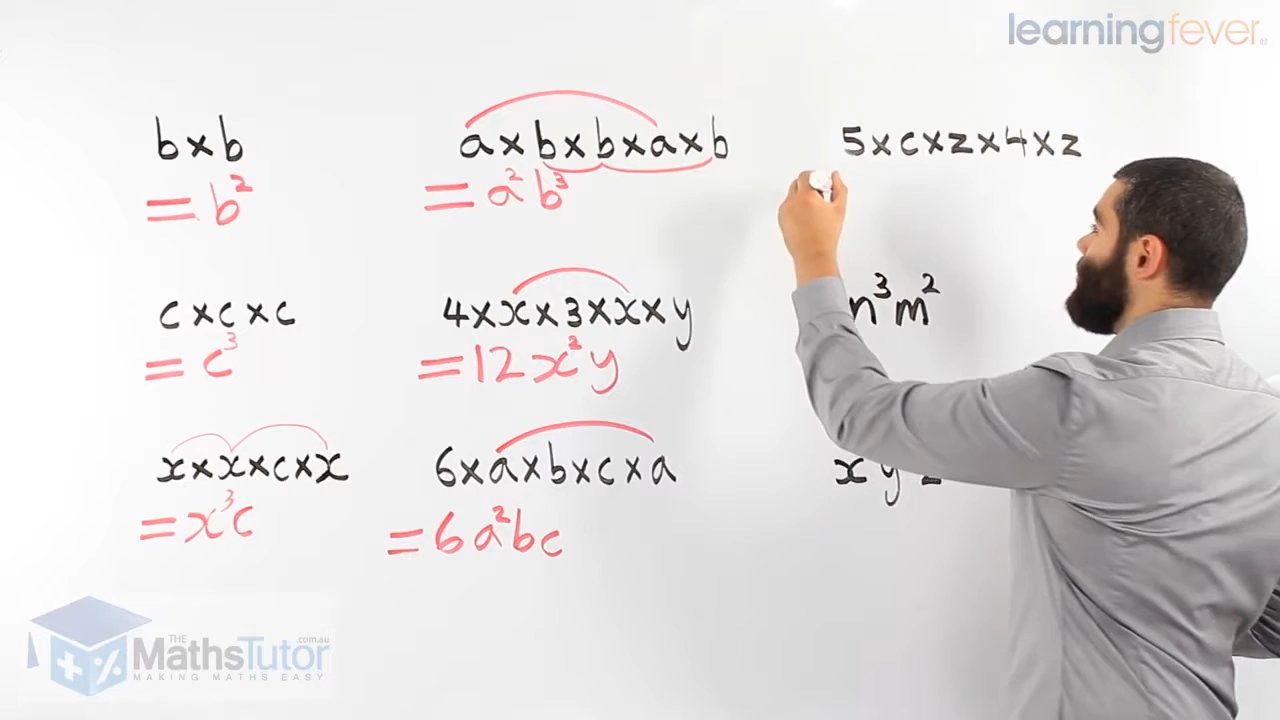 learningfever®
b×b
= b²
c×c×c
= c³
x×x×c×x
= x³c
a×b×b×a×b
= a²b³
4×x×3×x×y
= 12x²y
6×a×b×c×a
= 6a²bc
5×c×z×4×z
n³m²
x y
THE
MathsTutor
.com.au
MAKING MATHS EASY